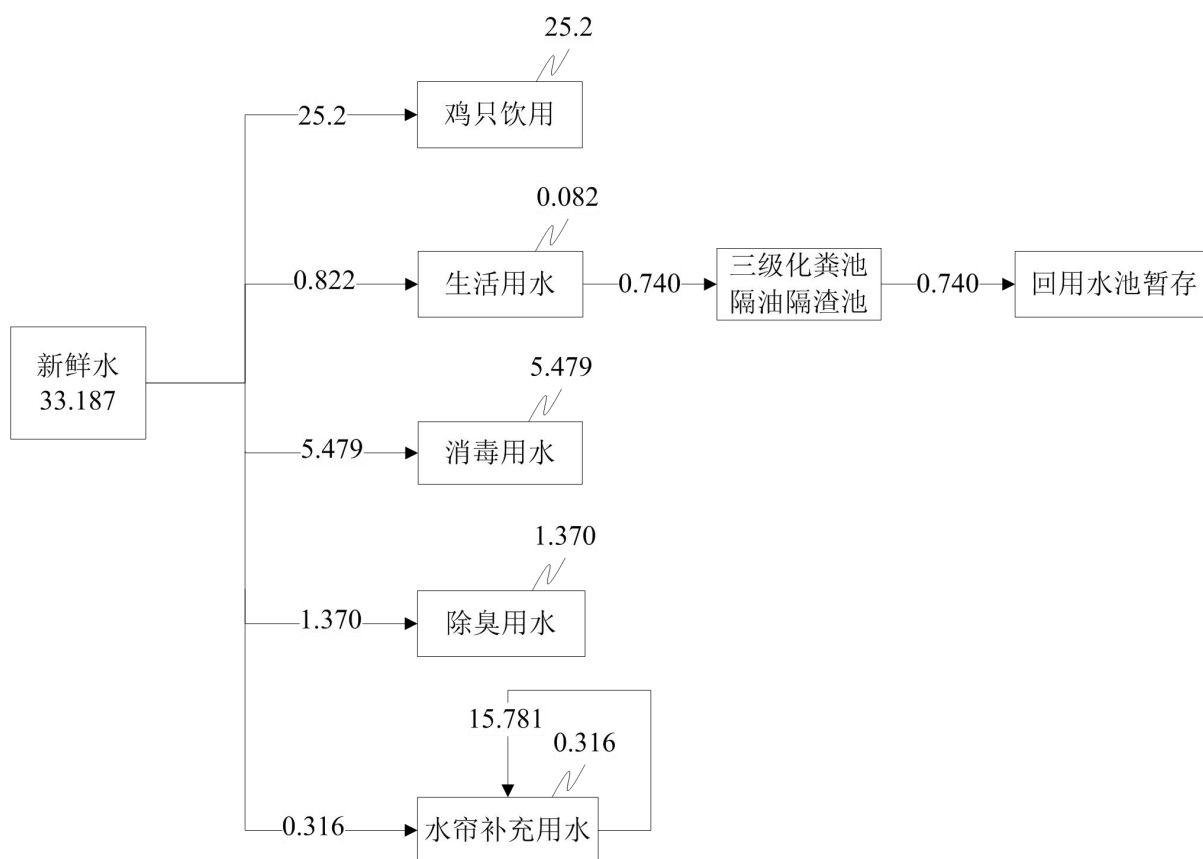 25.2
25.2
鸡只饮用
0.082
0.822
生活用水
0.740
三级化粪池
隔油隔渣池
0.740
回用水池暂存
新鲜水
33.187
5.479
5.479
消毒用水
1.370
1.370
除臭用水
15.781
0.316
0.316
水帘补充用水